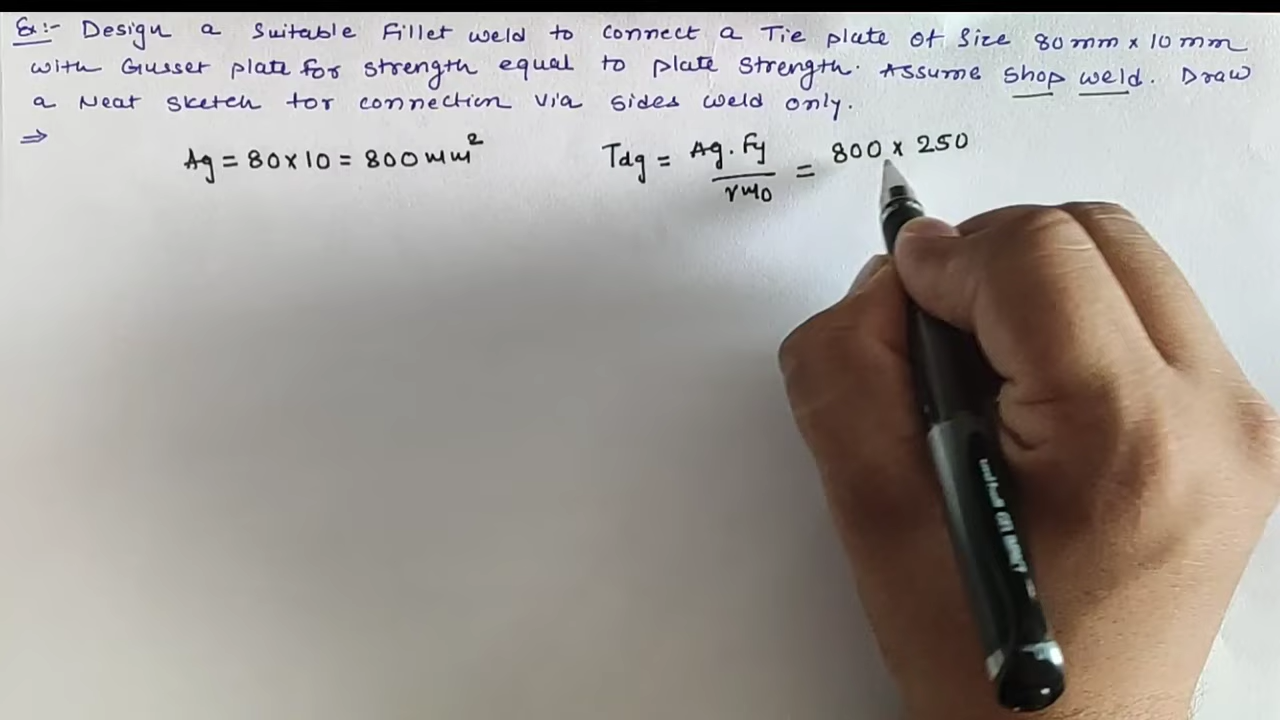 Ex:- Design a Suitable Fillet weld to connect a Tie plate of Size 80mm x 10mm
with Gusset plate for strength equal to plate strength. Assume shop weld. Draw
a Neat sketch for connection via sides weld only.
⇒
Ag = 80 x 10 = 800 mm² Tdg = Ag. Fy / γm0 = 800 x 250